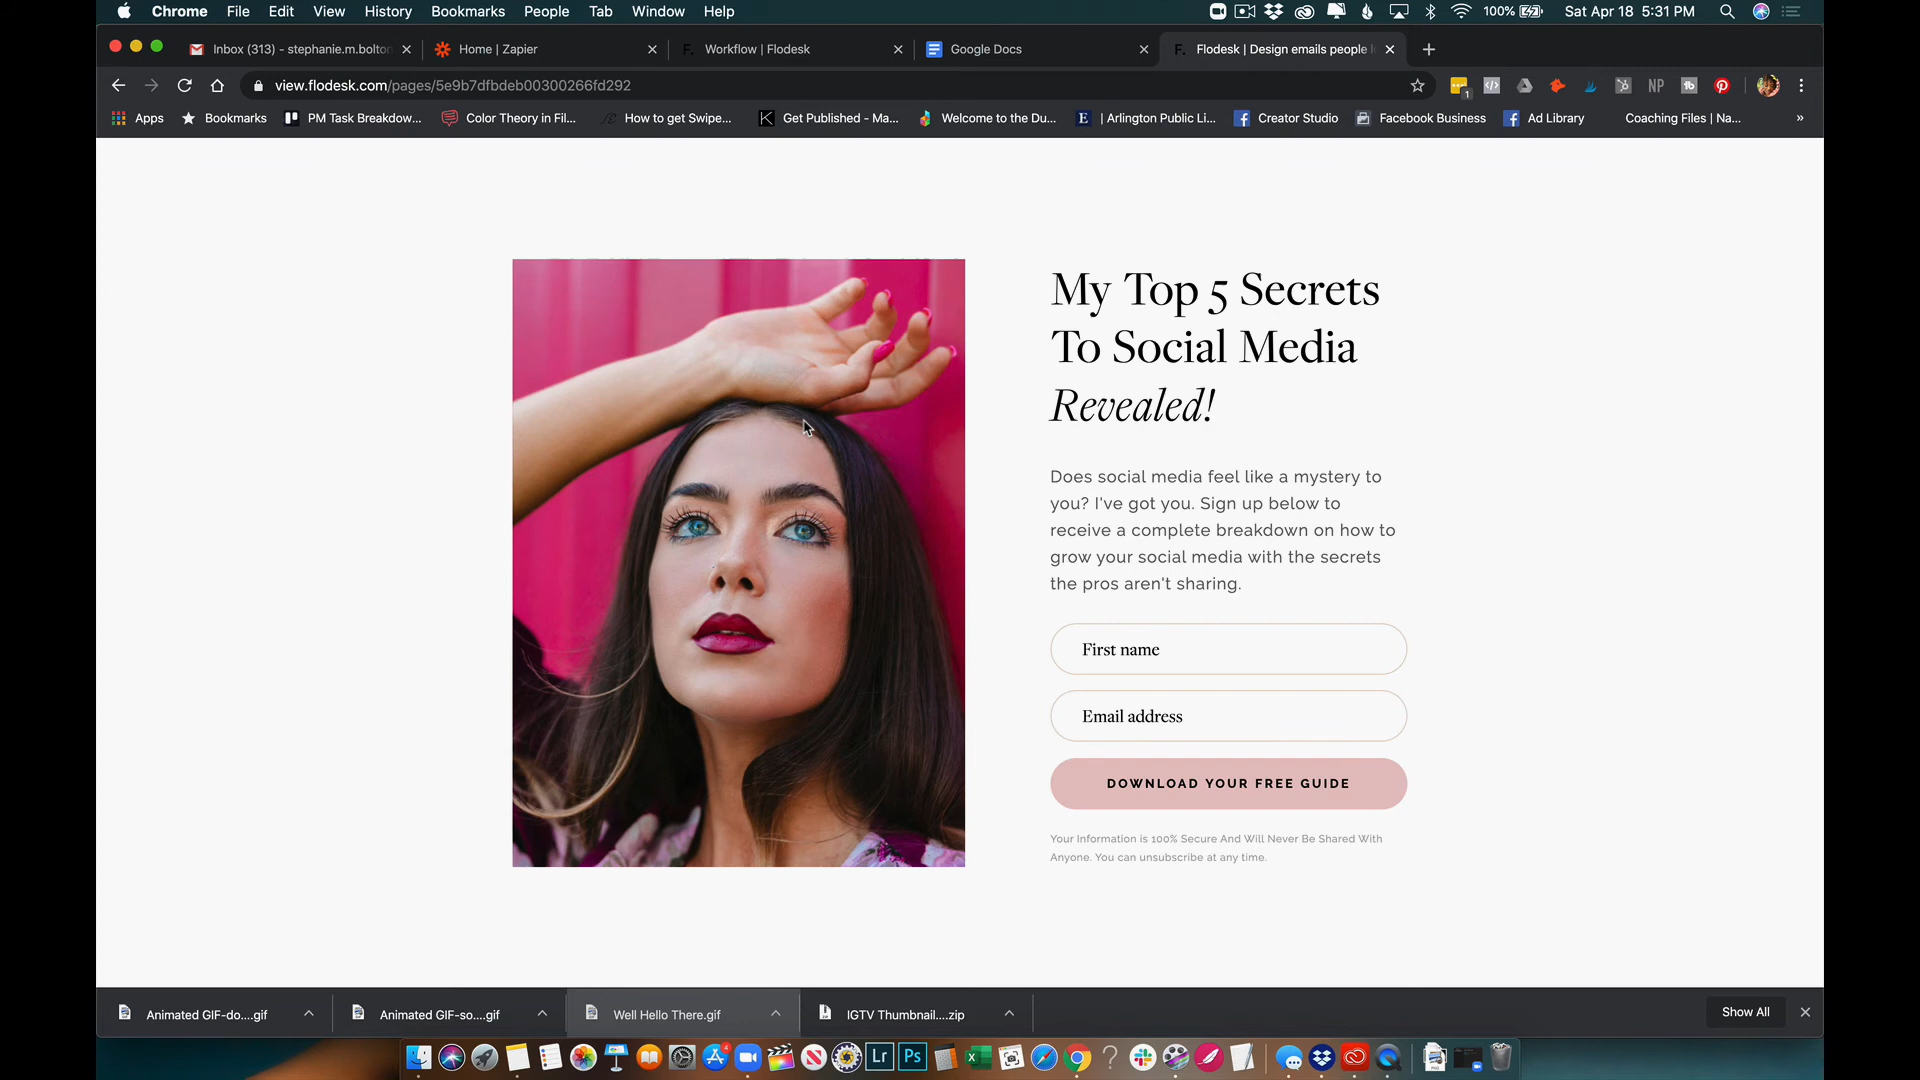 Chrome File Edit View History Bookmarks People Tab Window Help 100% Sat Apr 18 5:31 PM
Inbox (313) - stephanie.m.bolton Home | Zapier Workflow | Flodesk Google Docs Flodesk | Design emails people
view.flodesk.com/pages/5e9b7dfbdeb00300266fd292
1 NP
Apps Bookmarks PM Task Breakdow... Color Theory in Fil... How to get Swipe... Get Published - Ma... Welcome to the Du... | Arlington Public Li... Creator Studio Facebook Business Ad Library Coaching Files | Na... »
My Top 5 Secrets
To Social Media
Revealed!
Does social media feel like a mystery to
you? I've got you. Sign up below to
receive a complete breakdown on how to
grow your social media with the secrets
the pros aren't sharing.
First name
Email address
DOWNLOAD YOUR FREE GUIDE
Your Information is 100% Secure And Will Never Be Shared With
Anyone. You can unsubscribe at any time.
Animated GIF-do....gif Animated GIF-so....gif Well Hello There.gif IGTV Thumbnail....zip Show All
Lr Ps